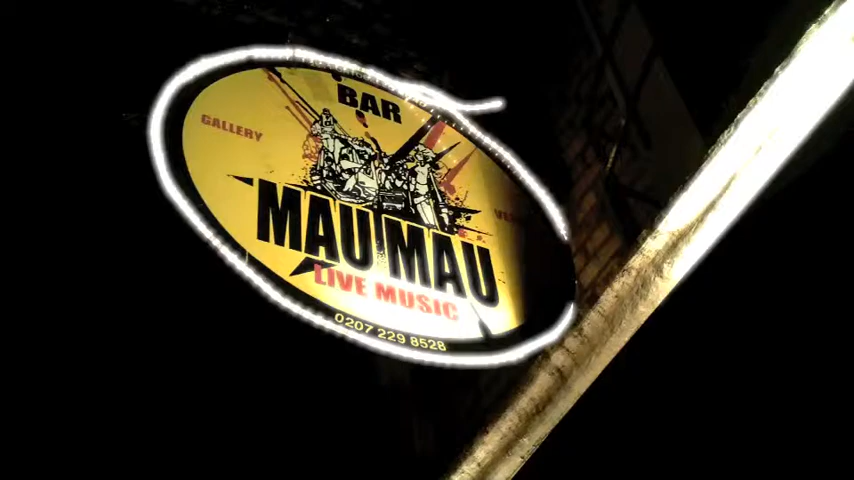 BAR
GALLERY
MAU MAU
LIVE MUSIC
0207 229 8528